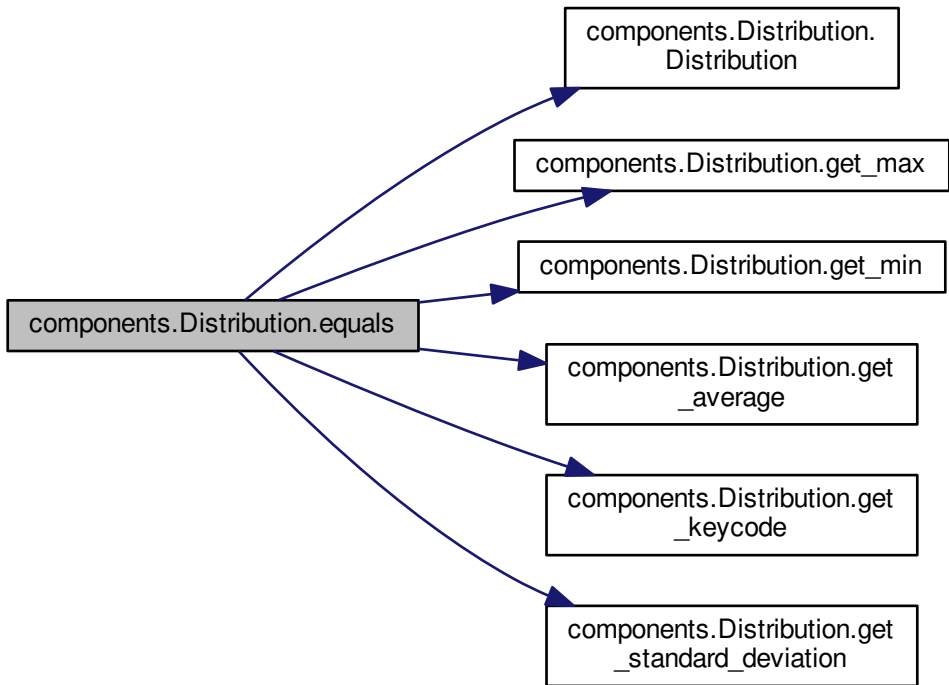 components.Distribution.
Distribution
components.Distribution.get_max
components.Distribution.get_min
components.Distribution.equals
components.Distribution.get
_average
components.Distribution.get
_keycode
components.Distribution.get
_standard_deviation